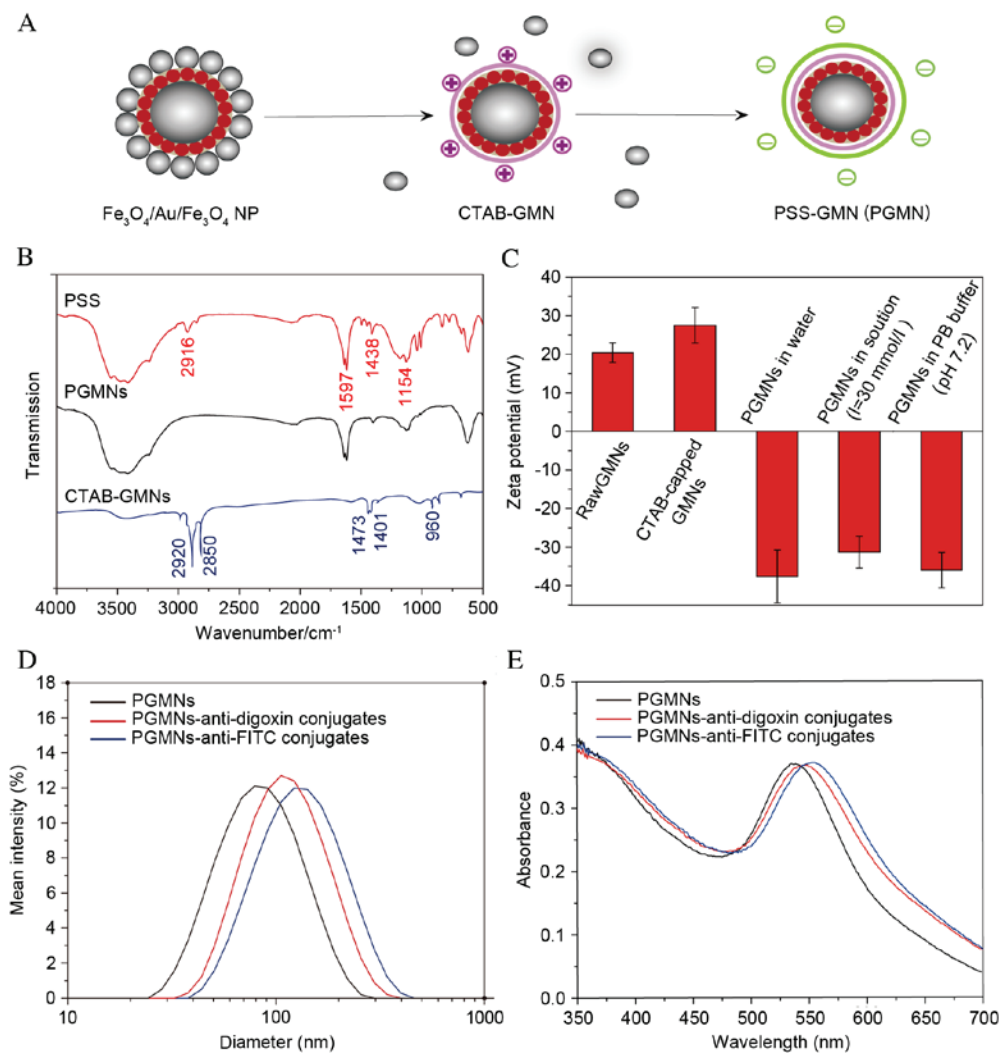 A
Fe₃O₄/Au/Fe₃O₄ NP
CTAB-GMN
PSS-GMN (PGMN)
B
PSS
2916
1597
1438
1154
PGMNs
CTAB-GMNs
2920
2850
1473
1401
960
Transmission
4000 3500 3000 2500 2000 1500 1000 500
Wavenumber/cm⁻¹
C
40
30
20
10
0
-10
-20
-30
-40
Zeta potential (mV)
RawGMNs
CTAB-capped
GMNs
PGMNs in water
PGMNs in soution
(I=30 mmol/l )
PGMNs in PB buffer
(pH 7.2)
D
18
16
14
12
10
8
6
4
2
0
Mean intensity (%)
PGMNs
PGMNs-anti-digoxin conjugates
PGMNs-anti-FITC conjugates
10 100 1000
Diameter (nm)
E
0.5
0.4
0.3
0.2
0.1
0.0
Absorbance
PGMNs
PGMNs-anti-digoxin conjugates
PGMNs-anti-FITC conjugates
350 400 450 500 550 600 650 700
Wavelength (nm)